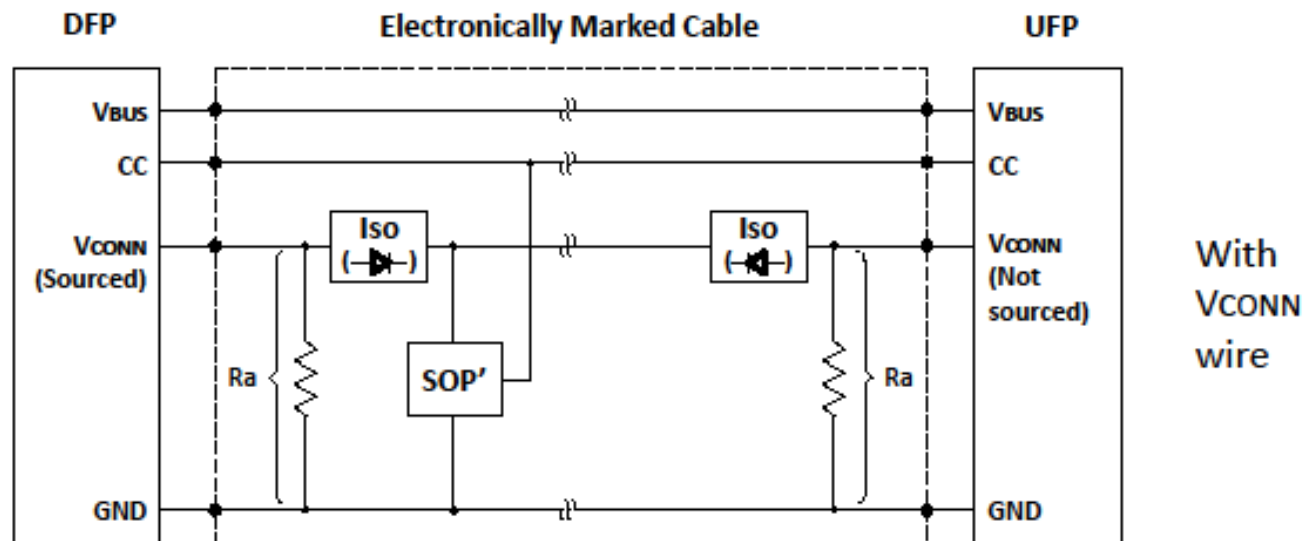 DFP
Electronically Marked Cable
UFP
VBUS
VBUS
CC
CC
VCONN
(Sourced)
Iso
Iso
VCONN
(Not
sourced)
With
VCONN
wire
Ra
SOP’
Ra
GND
GND